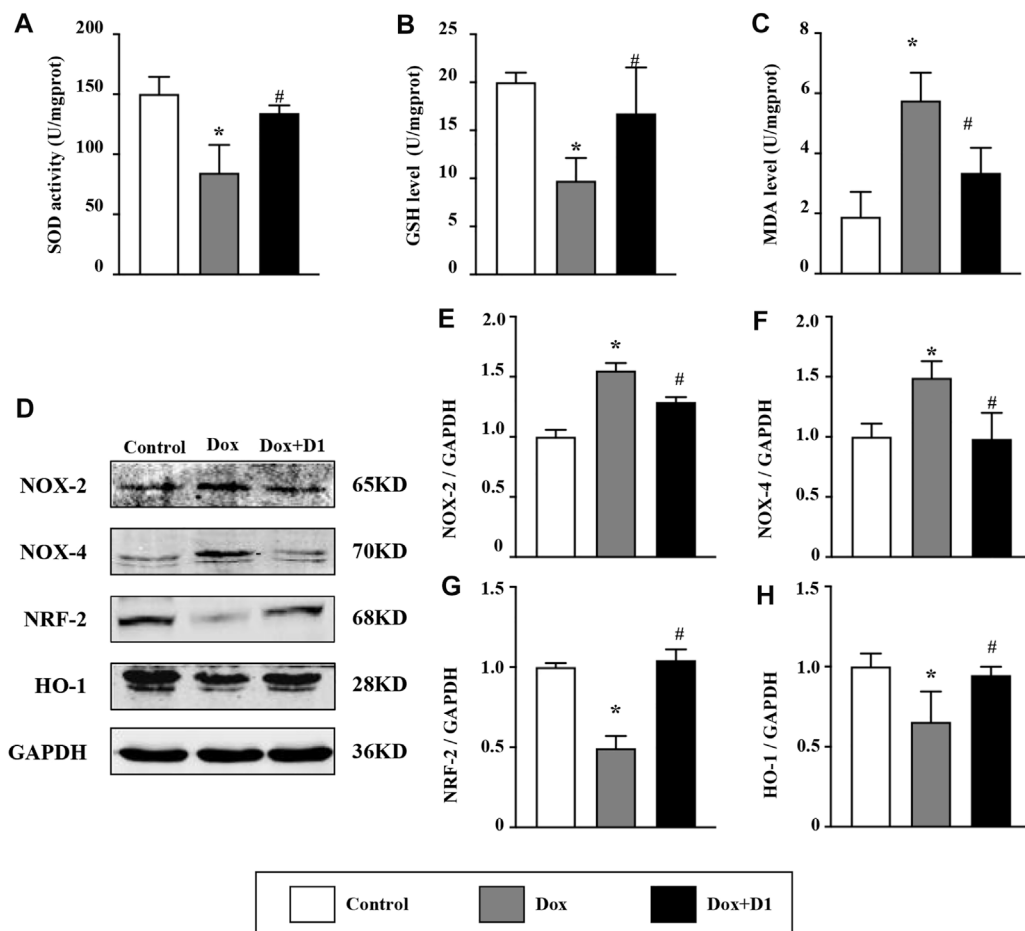 A
SOD activity (U/mgprot)
200
150
100
50
0
*
#
B
GSH level (U/mgprot)
25
20
15
10
5
0
*
#
C
MDA level (U/mgprot)
8
6
4
2
0
*
#
D
Control Dox Dox+D1
NOX-2 65KD
NOX-4 70KD
NRF-2 68KD
HO-1 28KD
GAPDH 36KD
E
NOX-2 / GAPDH
2.0
1.5
1.0
0.5
0
*
#
F
NOX-4 / GAPDH
2.0
1.5
1.0
0.5
0
*
#
G
NRF-2 / GAPDH
1.5
1.0
0.5
0
*
#
H
HO-1 / GAPDH
1.5
1.0
0.5
0
*
#
Control Dox Dox+D1